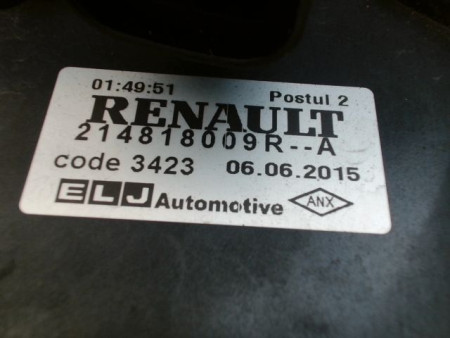 01:49:51 Postul 2
RENAULT
214818009R--A
code 3423 06.06.2015
ELJ Automotive ANX